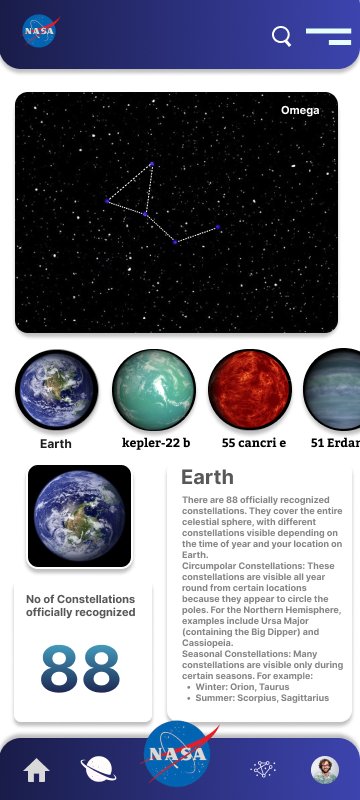 NASA
Omega
Earth
kepler-22 b
55 cancri e
51 Erdar
Earth
There are 88 officially recognized
constellations. They cover the entire
celestial sphere, with different
constellations visible depending on
the time of year and your location on
Earth.
Circumpolar Constellations: These
constellations are visible all year
round from certain locations
because they appear to circle the
poles. For the Northern Hemisphere,
examples include Ursa Major
(containing the Big Dipper) and
Cassiopeia.
Seasonal Constellations: Many
constellations are visible only during
certain seasons. For example:
• Winter: Orion, Taurus
• Summer: Scorpius, Sagittarius
No of Constellations
officially recognized
88
NASA